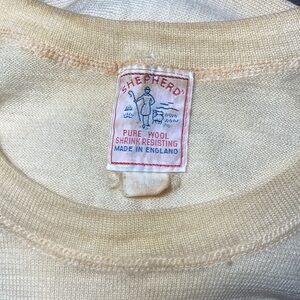 "SHEPHERD"
PURE WOOL
SHRINK RESISTING
MADE IN ENGLAND